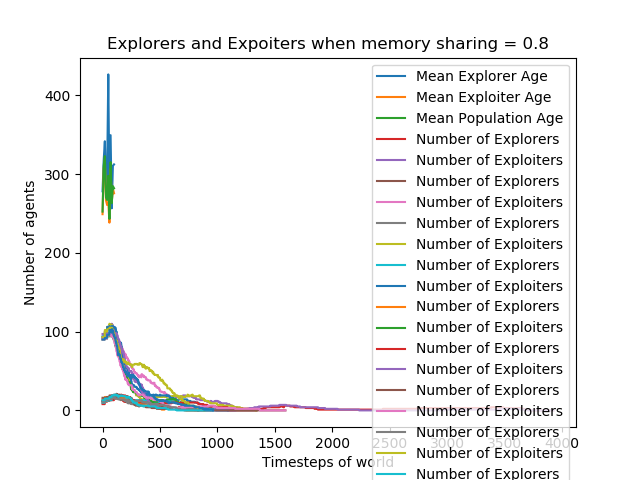 Explorers and Expoiters when memory sharing = 0.8
Number of agents
400
300
200
100
0
0
500
1000
1500
2000
2500
3000
3500
4000
Timesteps of world
Mean Explorer Age
Mean Exploiter Age
Mean Population Age
Number of Explorers
Number of Exploiters
Number of Explorers
Number of Exploiters
Number of Explorers
Number of Exploiters
Number of Explorers
Number of Exploiters
Number of Explorers
Number of Exploiters
Number of Explorers
Number of Exploiters
Number of Explorers
Number of Exploiters
Number of Explorers
Number of Exploiters
Number of Explorers